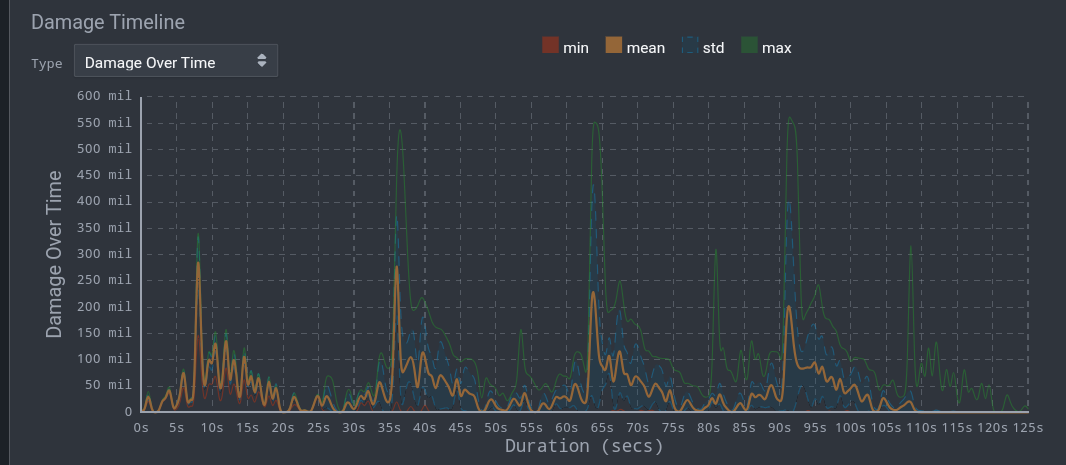 Damage Timeline
Type Damage Over Time
min mean std max
600 mil
550 mil
500 mil
450 mil
400 mil
350 mil
300 mil
250 mil
200 mil
150 mil
100 mil
50 mil
0
Damage Over Time
0s 5s 10s 15s 20s 25s 30s 35s 40s 45s 50s 55s 60s 65s 70s 75s 80s 85s 90s 95s 100s 105s 110s 115s 120s 125s
Duration (secs)